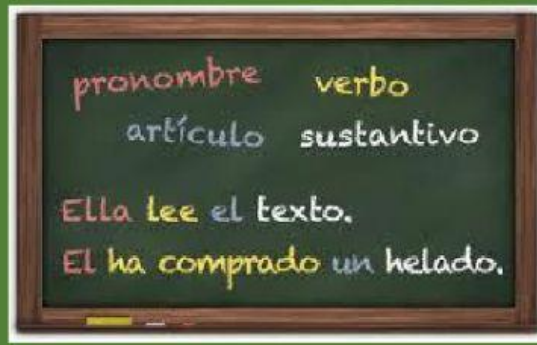 pronombre verbo
artículo sustantivo
Ella lee el texto.
El ha comprado un helado.